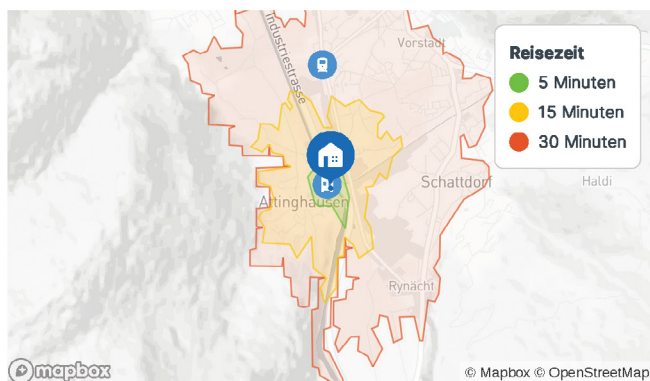 Industriestrasse
Vorstadt
Reisezeit
5 Minuten
15 Minuten
30 Minuten
Attinghausen
Schattdorf
Haldi
Rynächt
mapbox
© Mapbox © OpenStreetMap